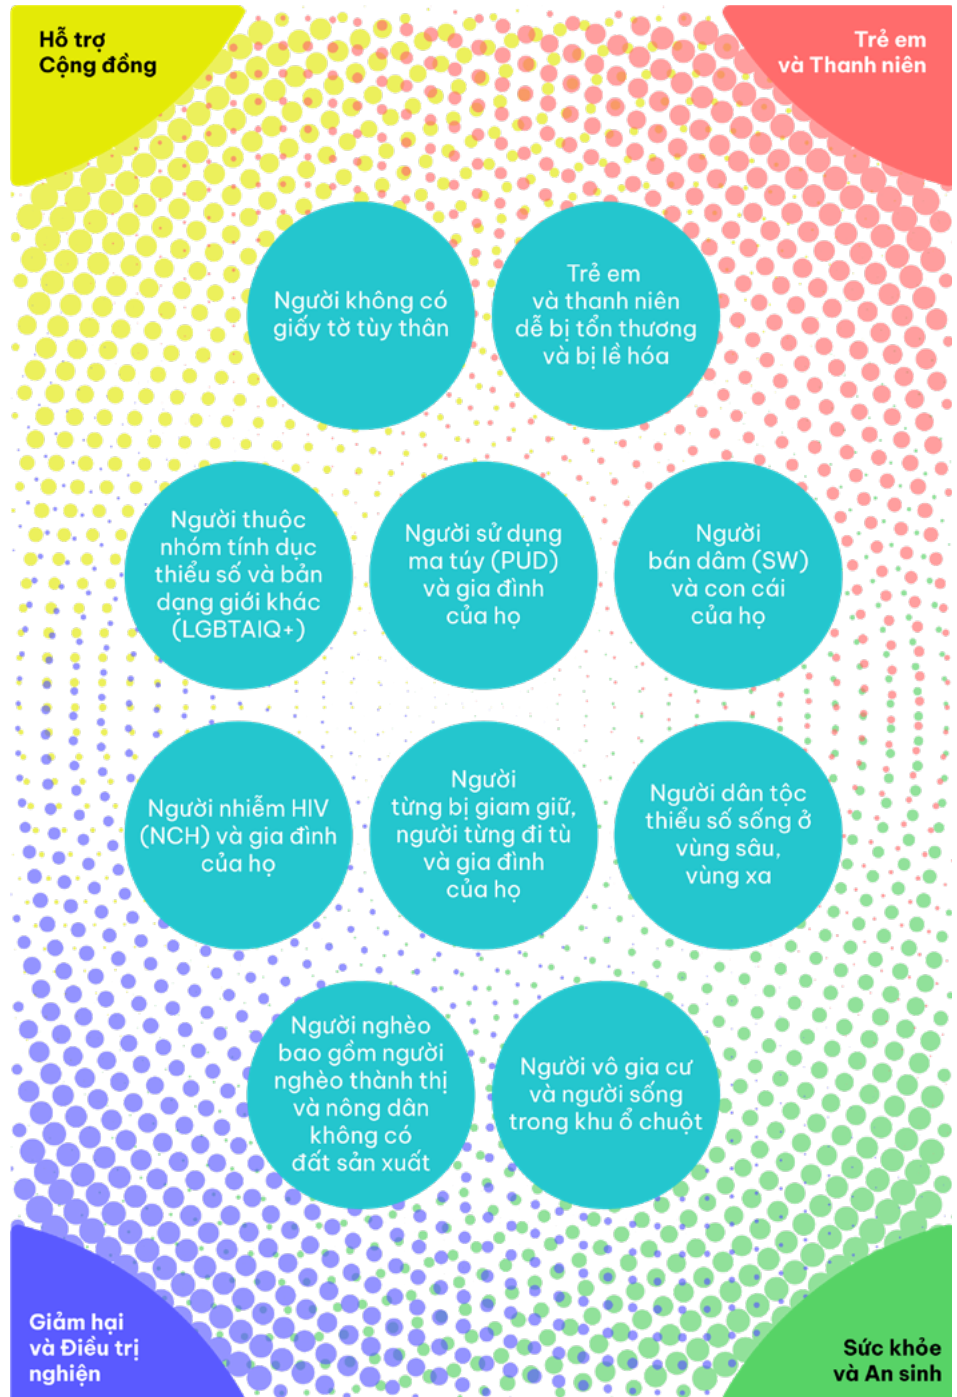 Hỗ trợ
Cộng đồng
Trẻ em
và Thanh niên
Người không có
giấy tờ tùy thân
Trẻ em
và thanh niên
dễ bị tổn thương
và bị lề hóa
Người thuộc
nhóm tính dục
thiểu số và bản
dạng giới khác
(LGBTAIQ+)
Người sử dụng
ma túy (PUD)
và gia đình
của họ
Người
bán dâm (SW)
và con cái
của họ
Người nhiễm HIV
(NCH) và gia đình
của họ
Người
từng bị giam giữ,
người từng đi tù
và gia đình
của họ
Người dân tộc
thiểu số sống ở
vùng sâu,
vùng xa
Người nghèo
bao gồm người
nghèo thành thị
và nông dân
không có
đất sản xuất
Người vô gia cư
và người sống
trong khu ổ chuột
Giảm hại
và Điều trị
nghiện
Sức khỏe
và An sinh